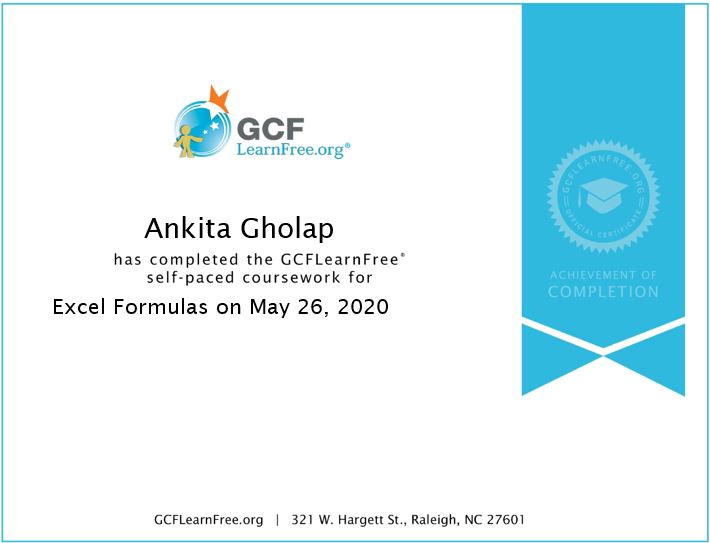 GCF
LearnFree.org®
Ankita Gholap
has completed the GCFLearnFree®
self-paced coursework for
Excel Formulas on May 26, 2020
GCFLEARNFREE.ORG
OFFICIAL CERTIFICATE
ACHIEVEMENT OF
COMPLETION
GCFLearnFree.org | 321 W. Hargett St., Raleigh, NC 27601